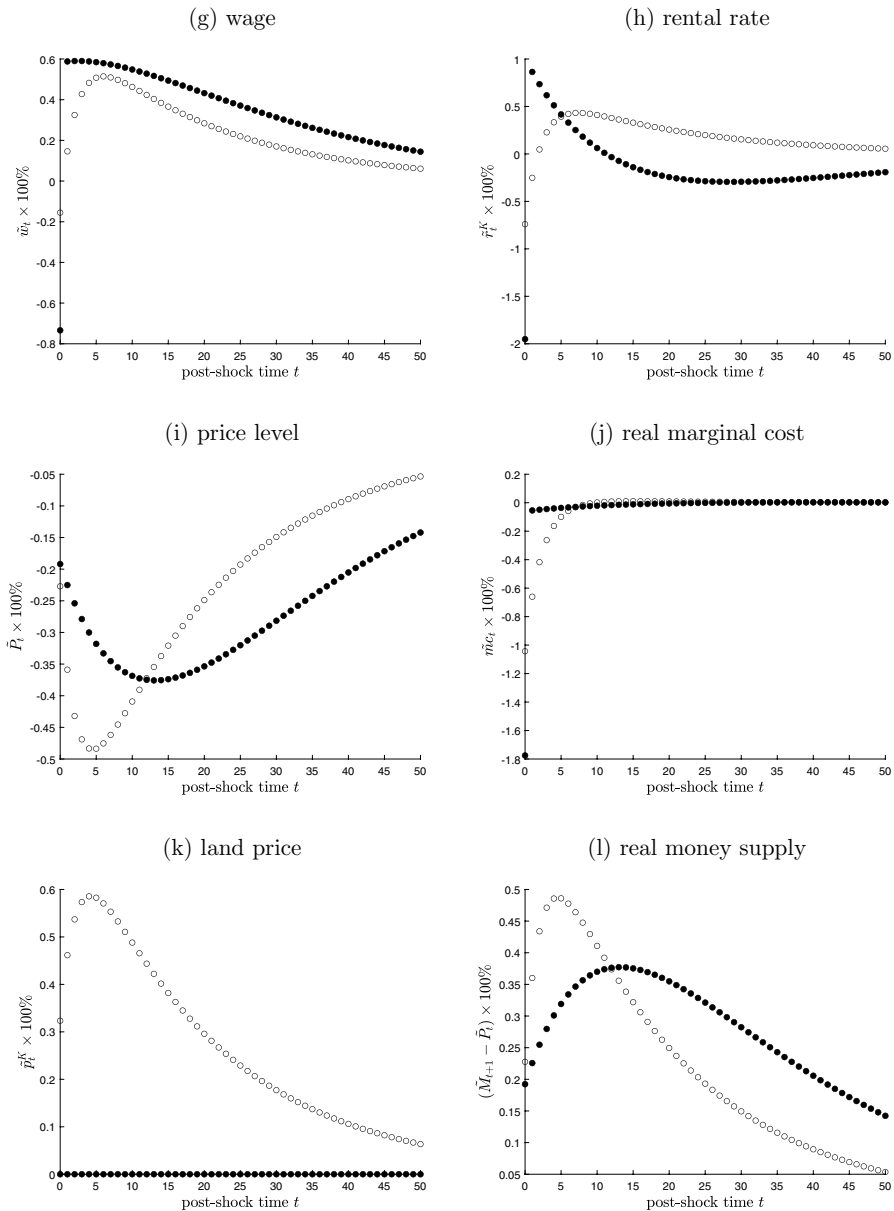 (g) wage
(h) rental rate
0.6
0.4
0.2
0
-0.2
-0.4
-0.6
-0.8
w̃_t × 100%
0 5 10 15 20 25 30 35 40 45 50
post-shock time t
1
0.5
0
-0.5
-1
-1.5
-2
r̃_t^K × 100%
0 5 10 15 20 25 30 35 40 45 50
post-shock time t
(i) price level
(j) real marginal cost
-0.05
-0.1
-0.15
-0.2
-0.25
-0.3
-0.35
-0.4
-0.45
-0.5
P̃_t × 100%
0 5 10 15 20 25 30 35 40 45 50
post-shock time t
0.2
0
-0.2
-0.4
-0.6
-0.8
-1
-1.2
-1.4
-1.6
-1.8
m̃c_t × 100%
0 5 10 15 20 25 30 35 40 45 50
post-shock time t
(k) land price
(l) real money supply
0.6
0.5
0.4
0.3
0.2
0.1
0
p̃_t^K × 100%
0 5 10 15 20 25 30 35 40 45 50
post-shock time t
0.5
0.45
0.4
0.35
0.3
0.25
0.2
0.15
0.1
0.05
(M̃_{t+1} − P̃_t) × 100%
0 5 10 15 20 25 30 35 40 45 50
post-shock time t